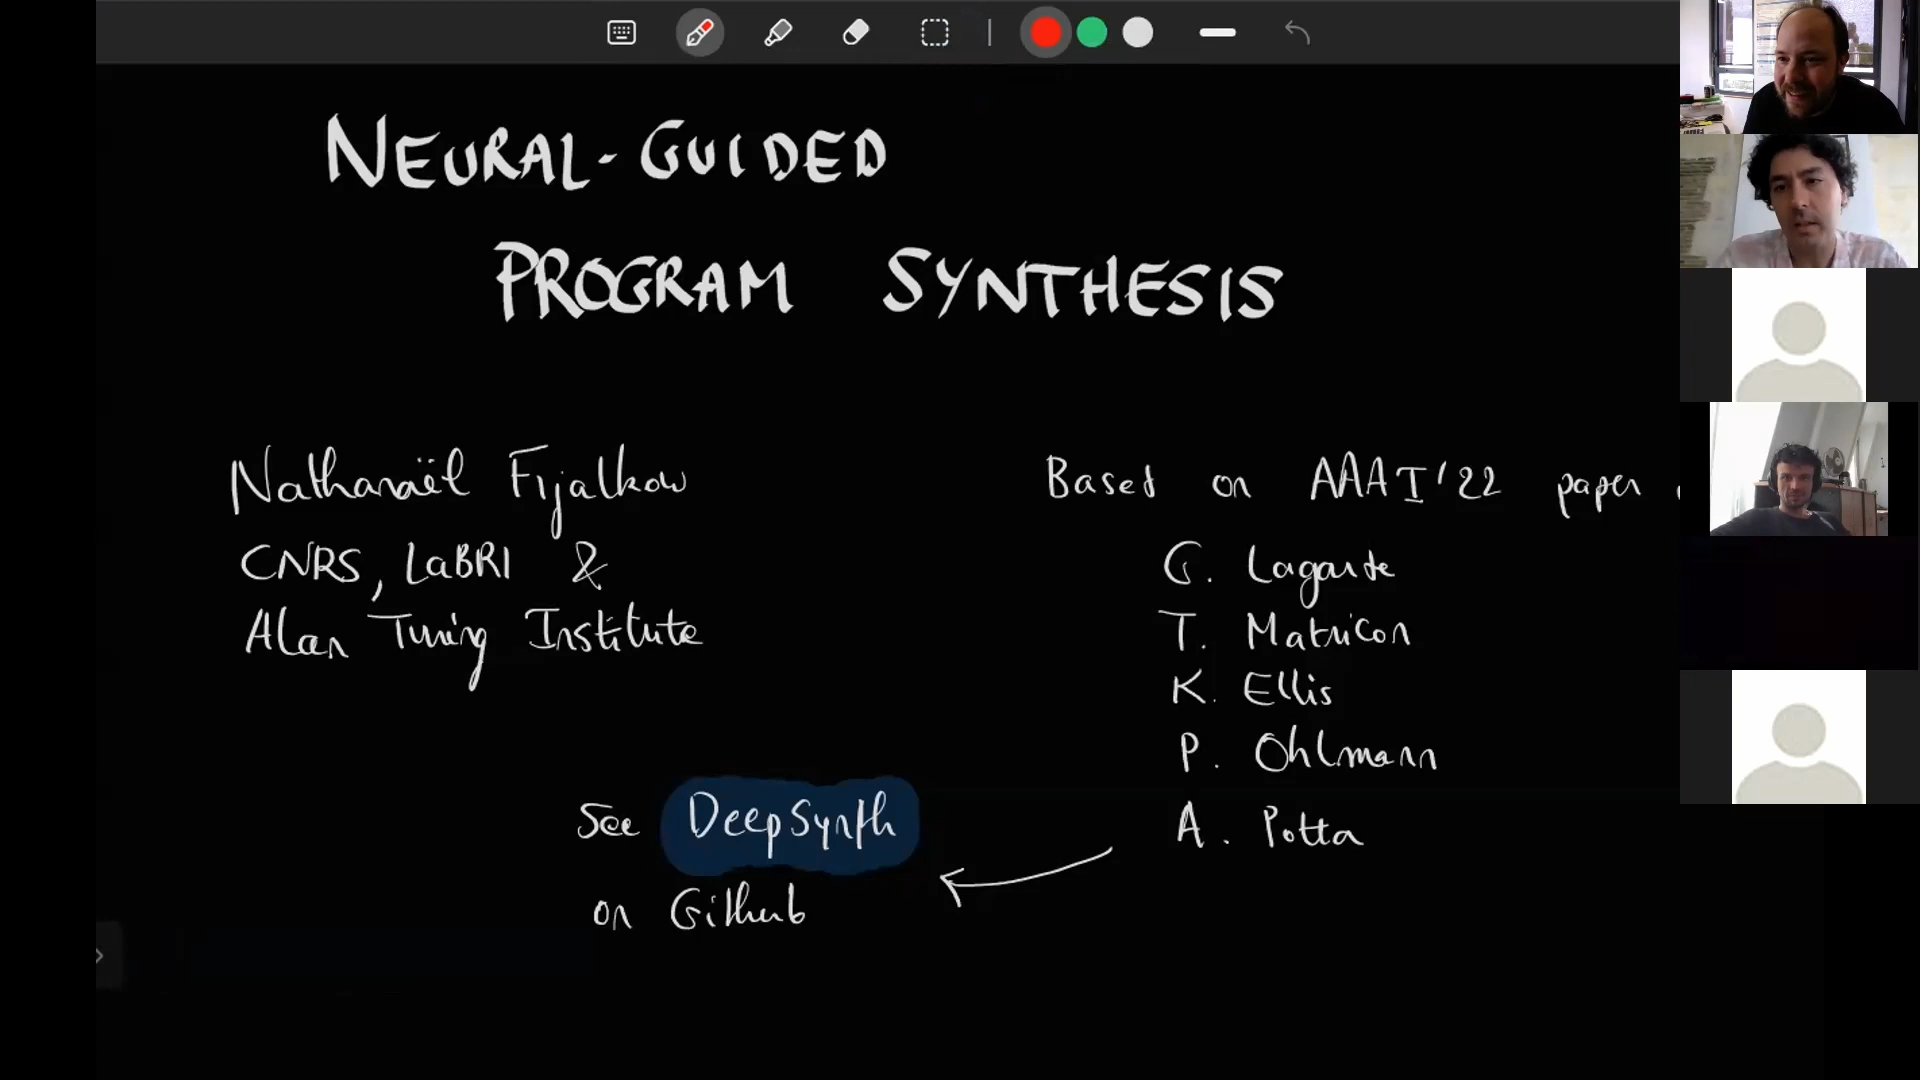 NEURAL-GUIDED
PROGRAM SYNTHESIS
Nathanaël Fijalkow
CNRS, LaBRI &
Alan Turing Institute
Based on AAAI'22 paper
G. Lagarde
T. Matricon
K. Ellis
P. Ohlmann
A. Potta
See DeepSynth
on Github